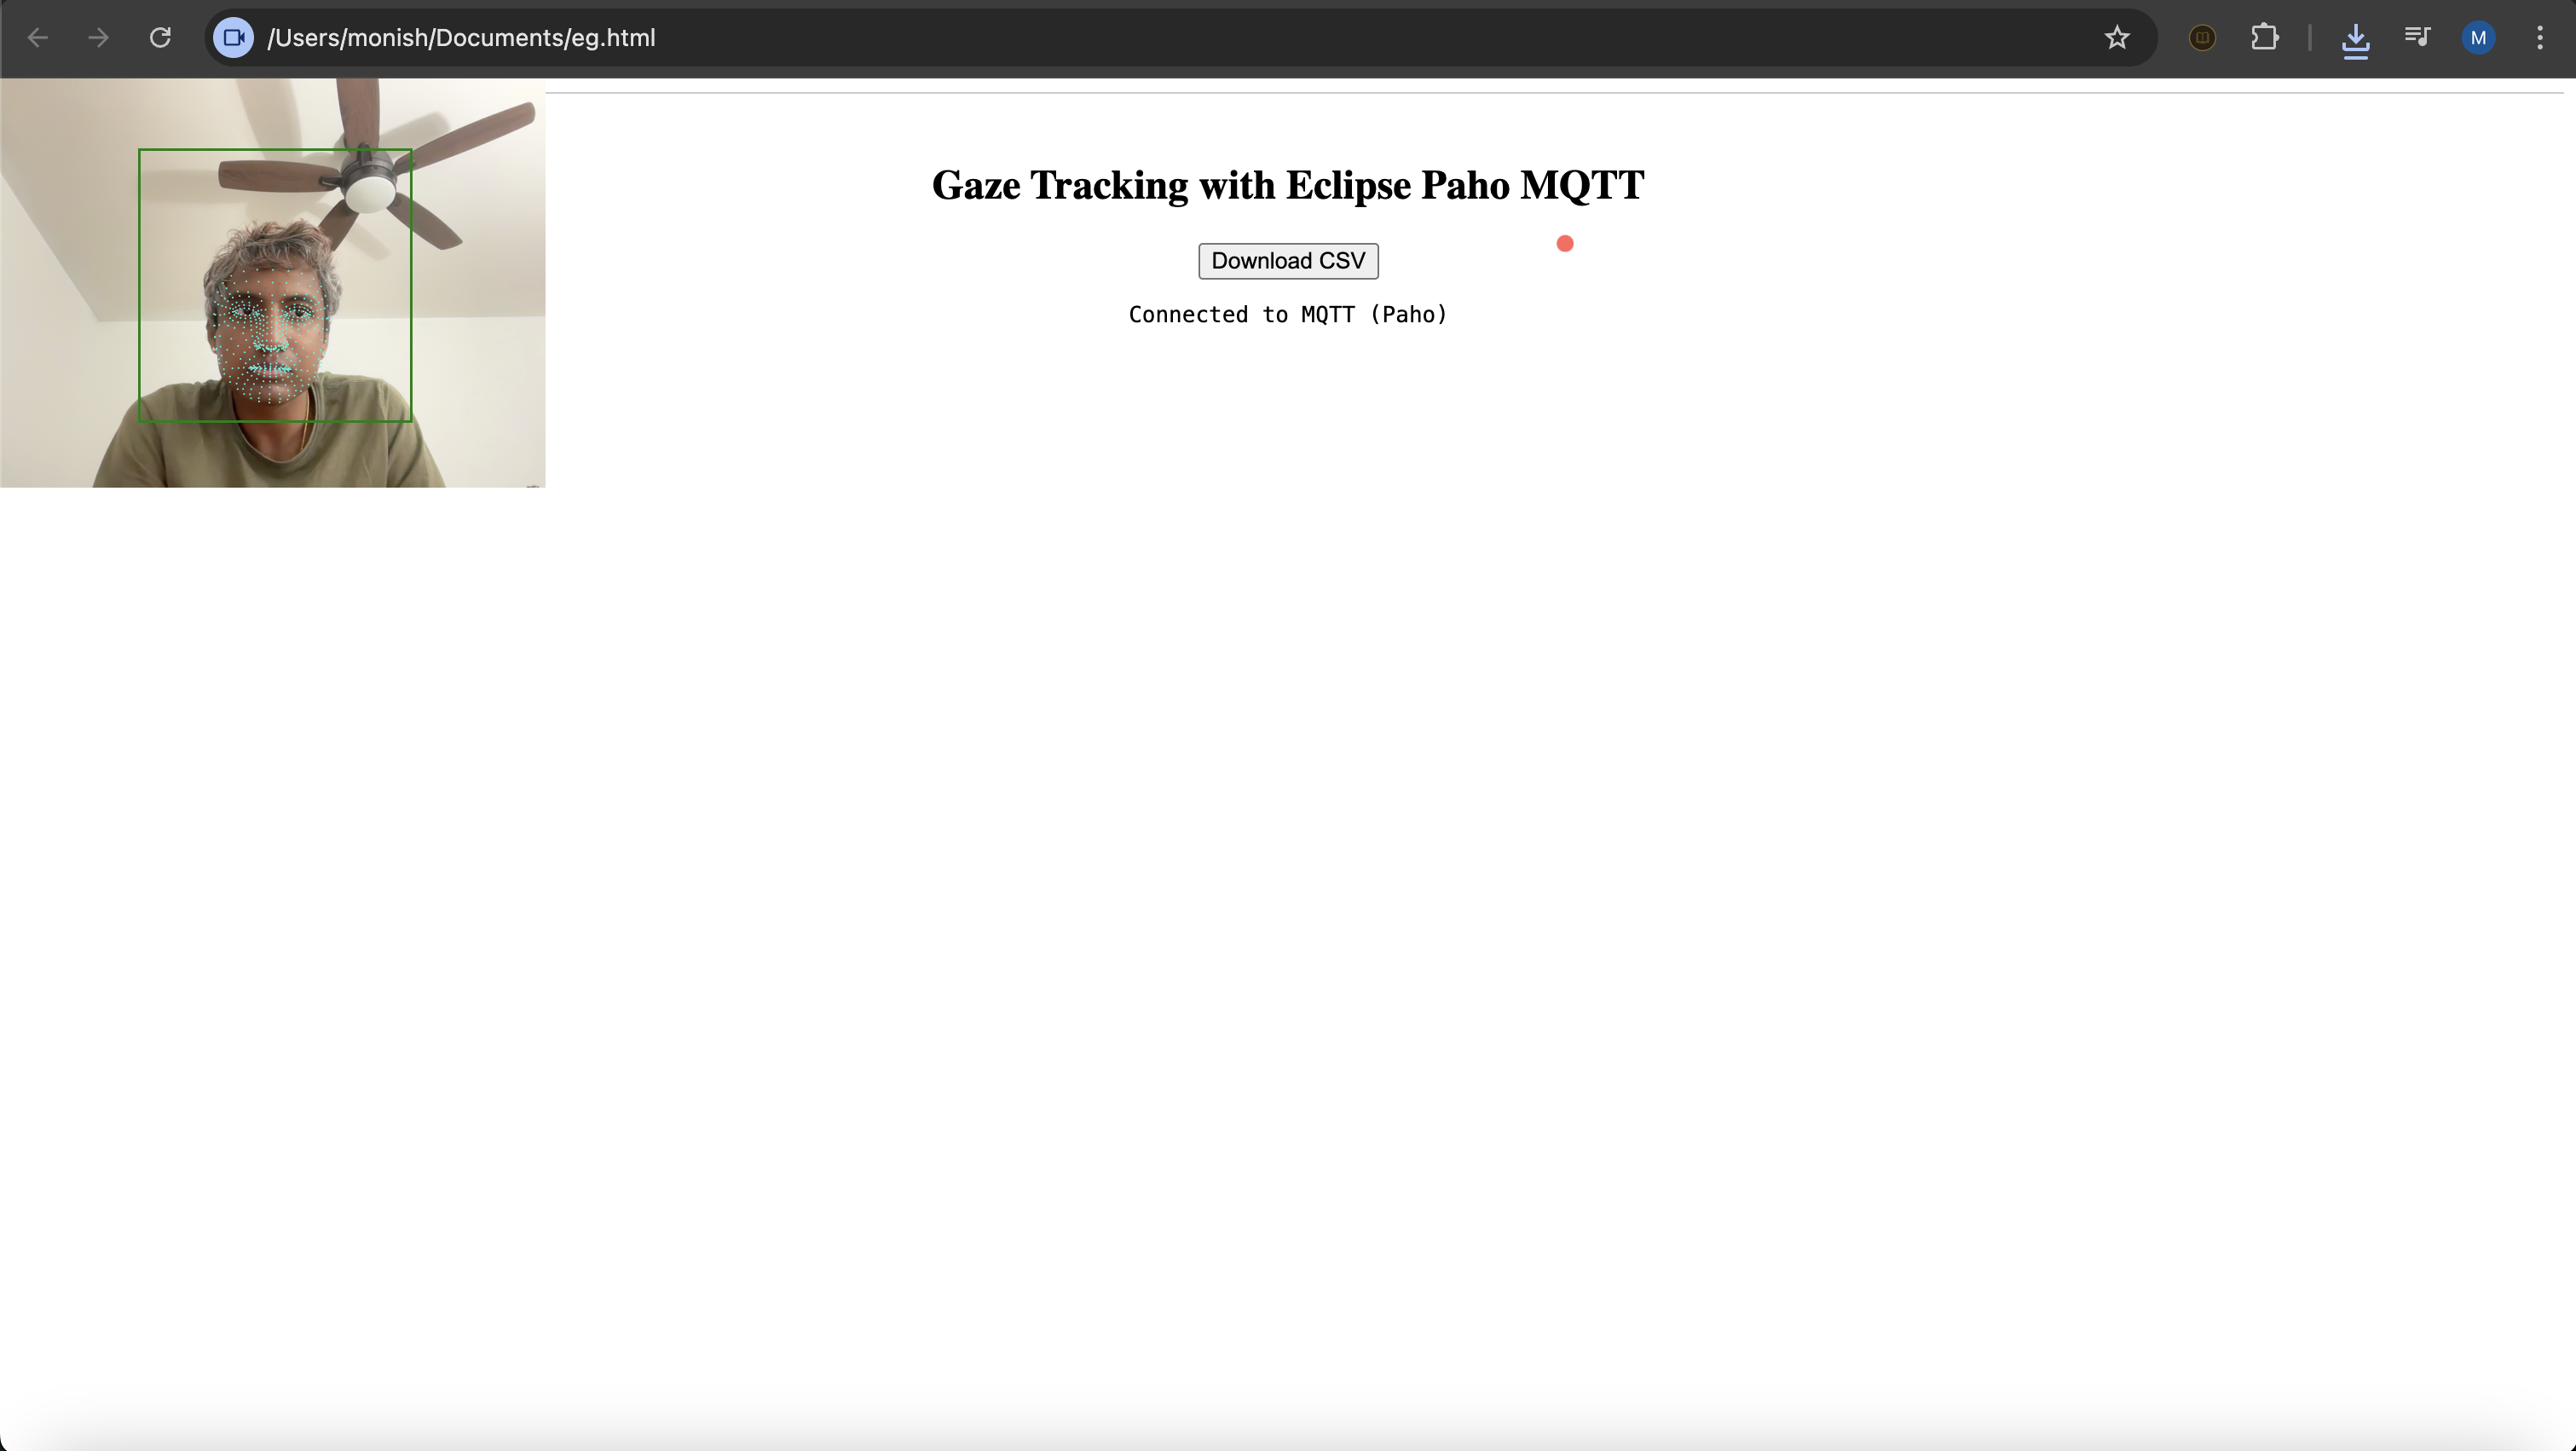 /Users/monish/Documents/eg.html
M
Gaze Tracking with Eclipse Paho MQTT
Download CSV
Connected to MQTT (Paho)